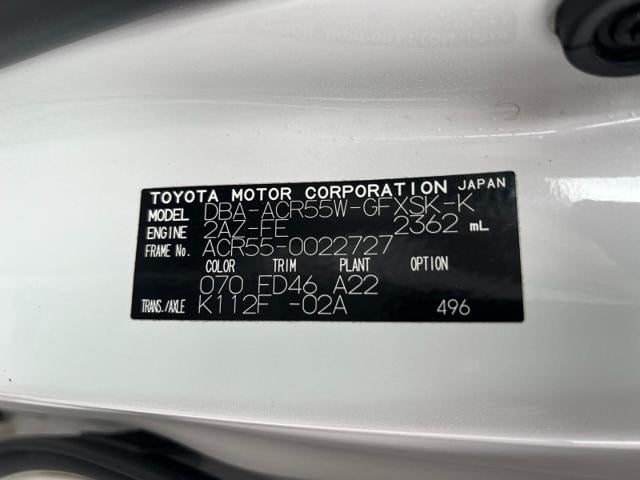 TOYOTA MOTOR CORPORATION JAPAN
MODEL DBA-ACR55W-GFXSK-K
ENGINE 2AZ-FE 2362 mL
FRAME No. ACR55-0022727
COLOR TRIM PLANT OPTION
070 FD46 A22
TRANS./AXLE K112F -02A 496